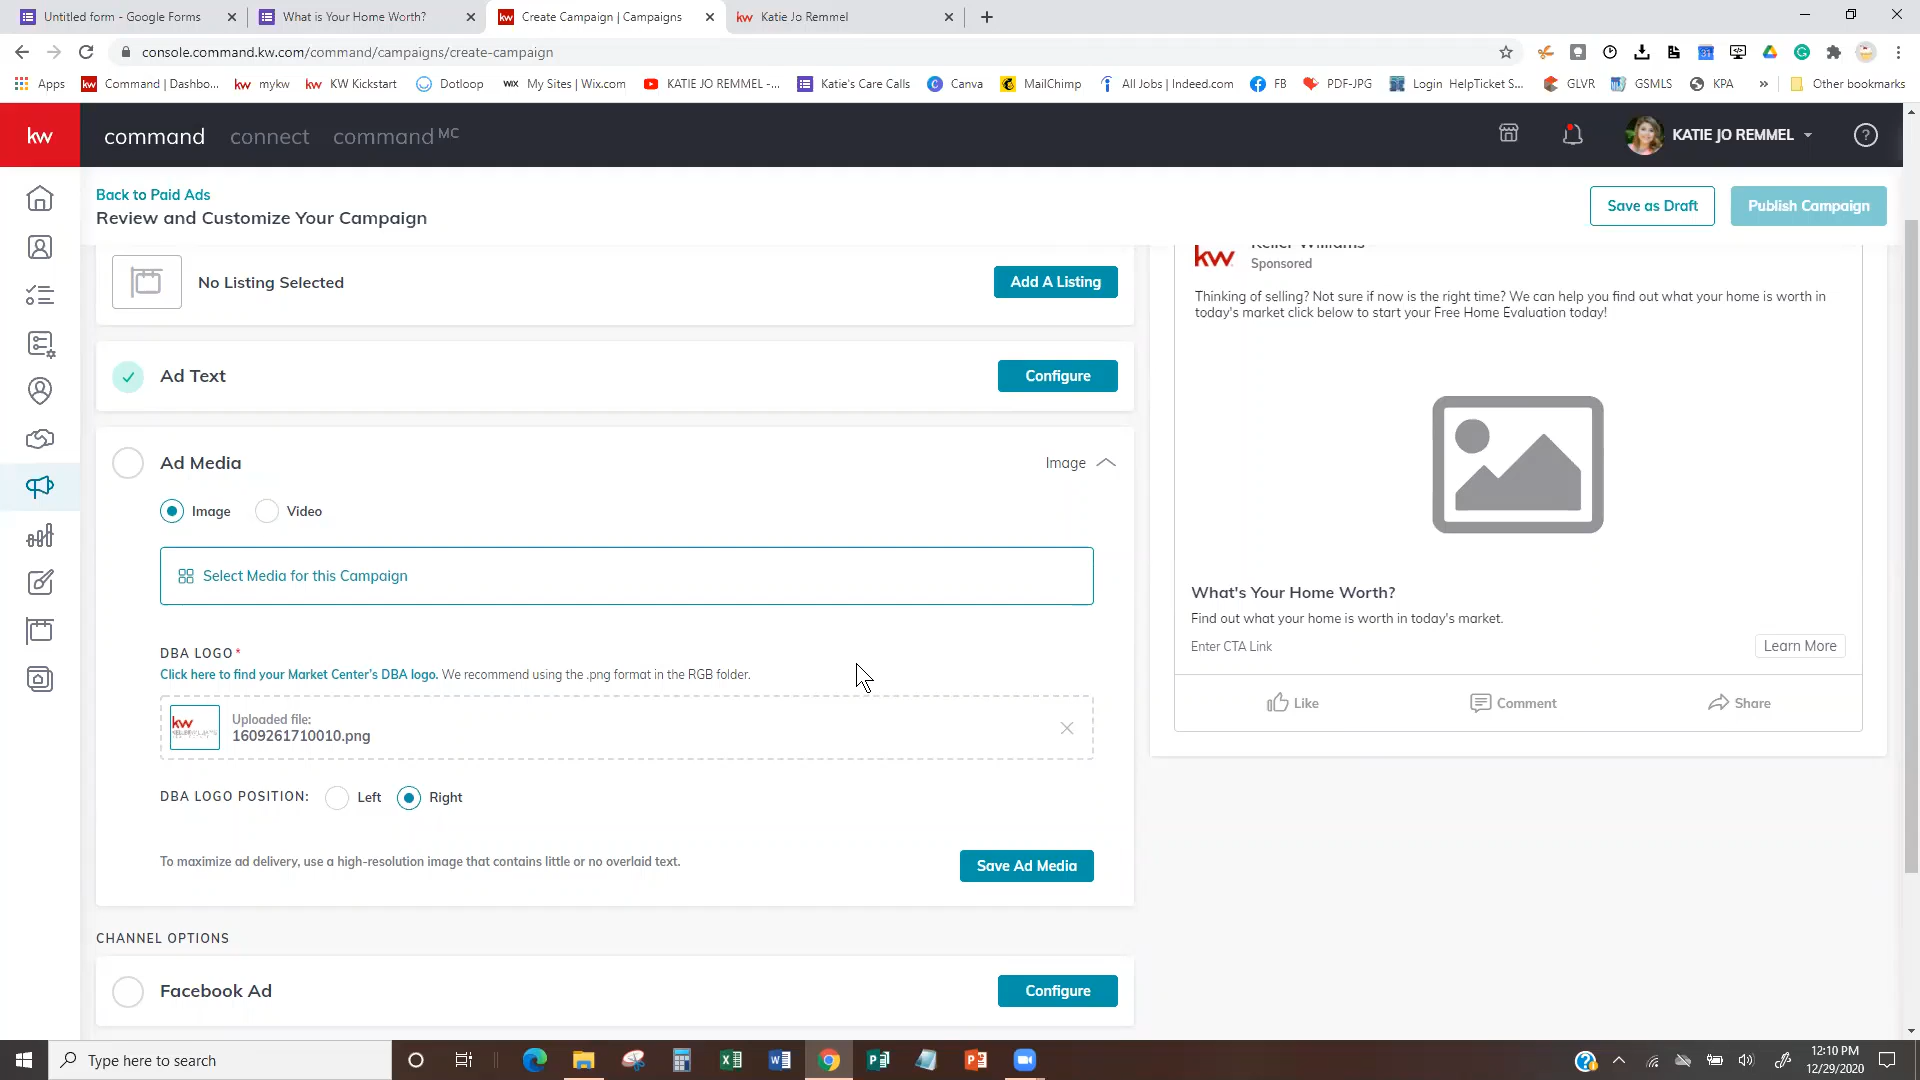 Untitled form - Google Forms
What is Your Home Worth?
kw
Create Campaign | Campaigns
kw
Katie Jo Remmel
console.command.kw.com/command/campaigns/create-campaign
Apps
kw
Command | Dashbo...
kw
mykw
kw
KW Kickstart
Dotloop
WIX
My Sites | Wix.com
KATIE JO REMMEL -...
Katie's Care Calls
Canva
MailChimp
All Jobs | Indeed.com
FB
PDF-JPG
Login HelpTicket S...
GLVR
GSMLS
KPA
»
Other bookmarks
kw
command
connect
command MC
KATIE JO REMMEL
?
Back to Paid Ads
Review and Customize Your Campaign
Save as Draft
Publish Campaign
No Listing Selected
Add A Listing
Ad Text
Configure
Ad Media
Image
Image
Video
Select Media for this Campaign
DBA LOGO*
Click here to find your Market Center's DBA logo. We recommend using the .png format in the RGB folder.
kw
Uploaded file:
1609261710010.png
DBA LOGO POSITION:
Left
Right
To maximize ad delivery, use a high-resolution image that contains little or no overlaid text.
Save Ad Media
CHANNEL OPTIONS
Facebook Ad
Configure
kw
Keller Williams
Sponsored
Thinking of selling? Not sure if now is the right time? We can help you find out what your home is worth in
today's market click below to start your Free Home Evaluation today!
What's Your Home Worth?
Find out what your home is worth in today's market.
Enter CTA Link
Learn More
Like
Comment
Share
Type here to search
12:10 PM
12/29/2020